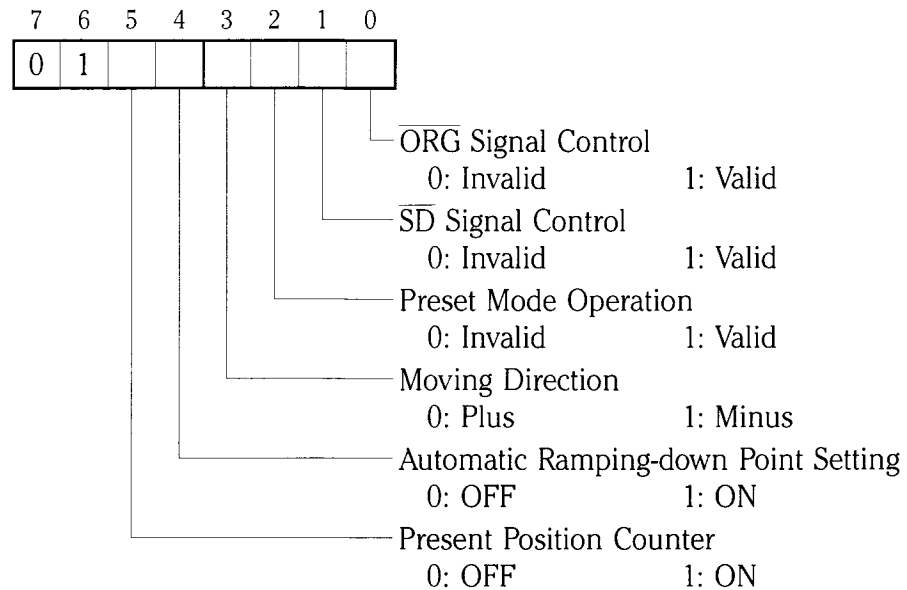 7 6 5 4 3 2 1 0
0 1
ORG Signal Control
0: Invalid 1: Valid
SD Signal Control
0: Invalid 1: Valid
Preset Mode Operation
0: Invalid 1: Valid
Moving Direction
0: Plus 1: Minus
Automatic Ramping-down Point Setting
0: OFF 1: ON
Present Position Counter
0: OFF 1: ON